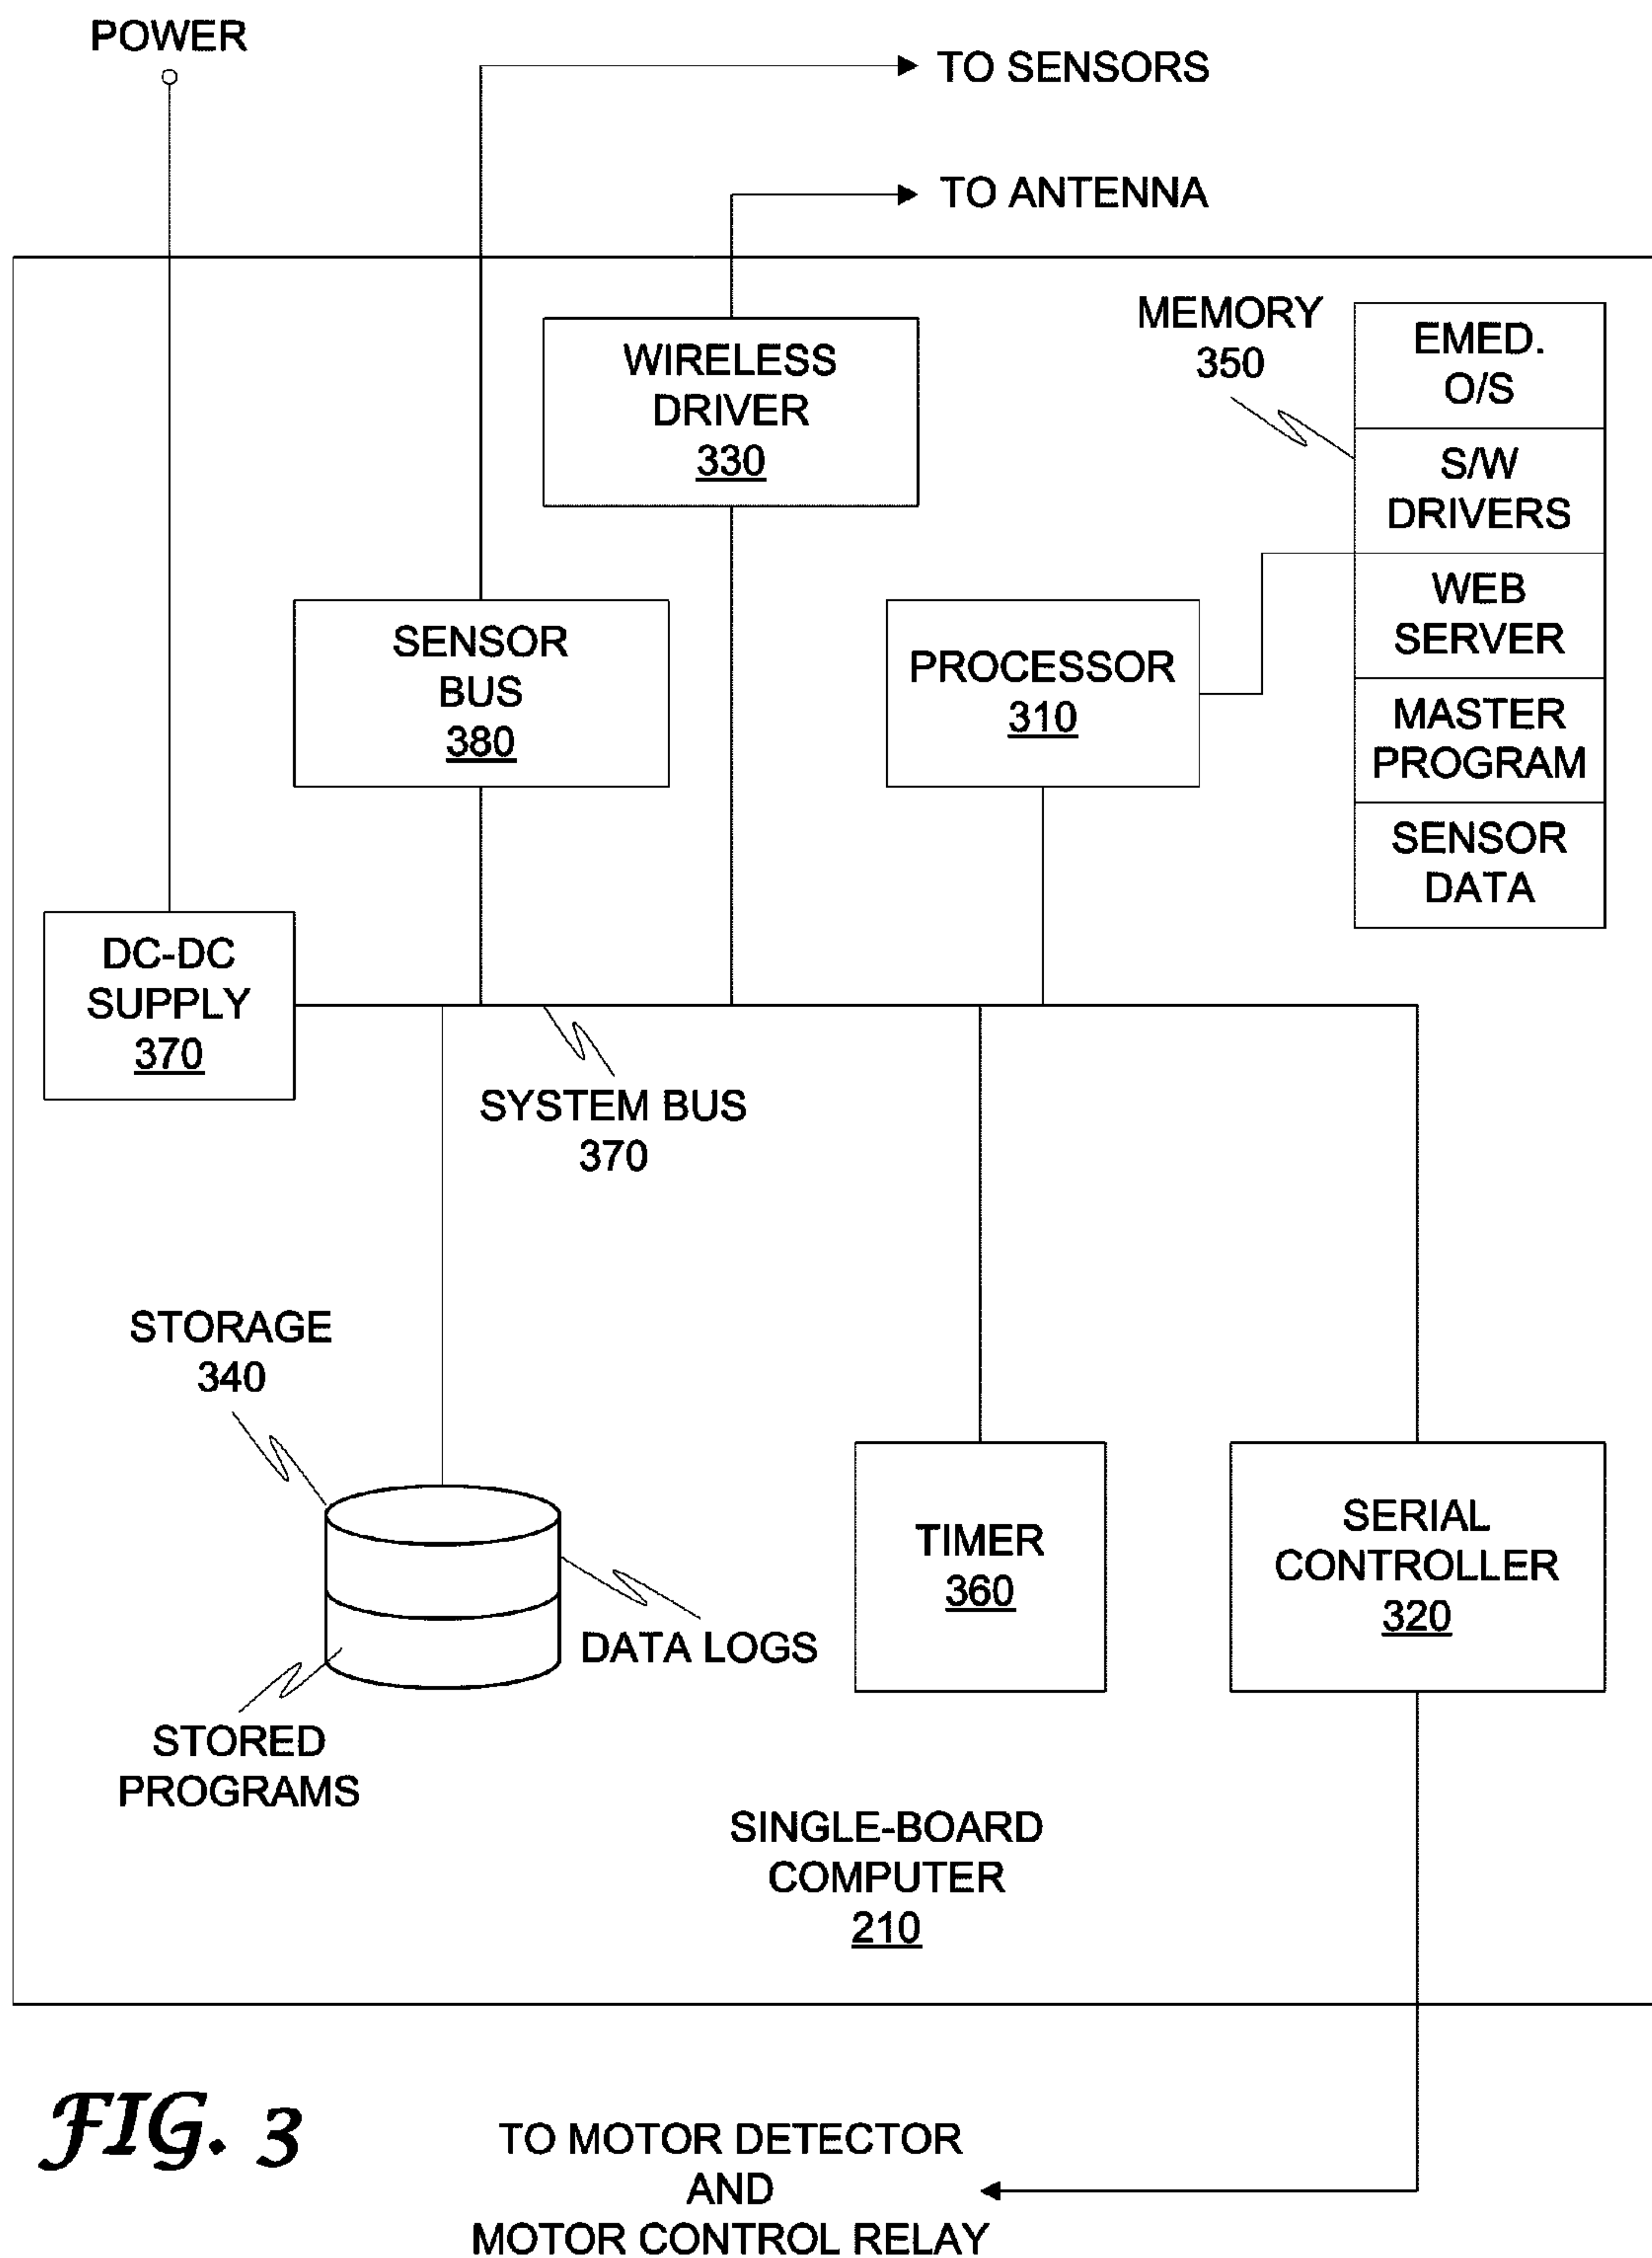 POWER
TO SENSORS
TO ANTENNA
MEMORY
350
EMED.
O/S
S/W
DRIVERS
WEB
SERVER
MASTER
PROGRAM
SENSOR
DATA
WIRELESS
DRIVER
330
SENSOR
BUS
380
PROCESSOR
310
DC-DC
SUPPLY
370
SYSTEM BUS
370
STORAGE
340
DATA LOGS
STORED
PROGRAMS
TIMER
360
SERIAL
CONTROLLER
320
SINGLE-BOARD
COMPUTER
210
FIG. 3
TO MOTOR DETECTOR
AND
MOTOR CONTROL RELAY